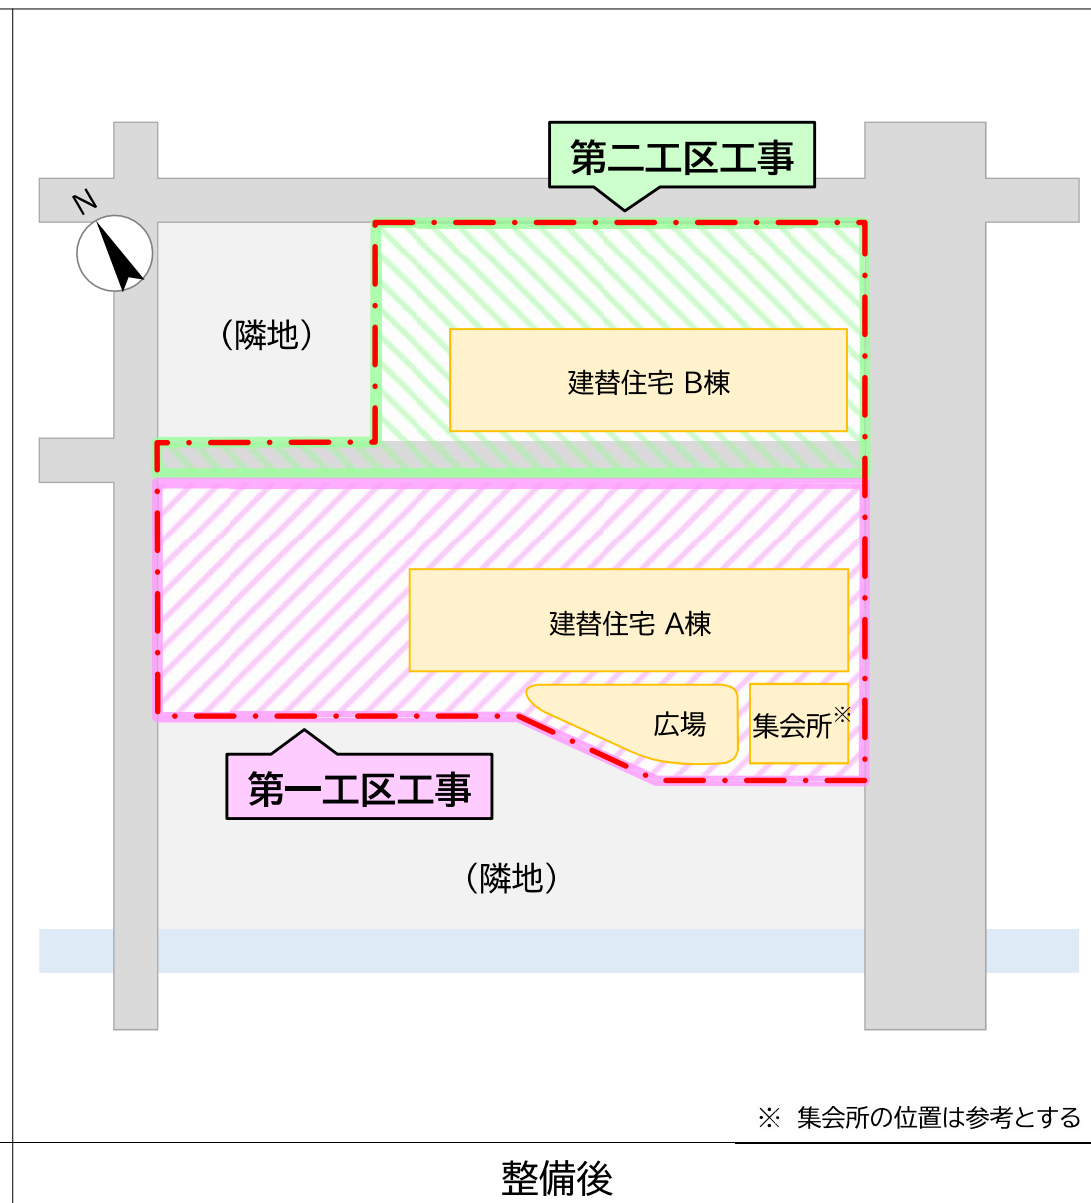 第二工区工事
N
（隣地）
建替住宅 B棟
建替住宅 A棟
広場
集会所※
第一工区工事
（隣地）
※ 集会所の位置は参考とする
整備後